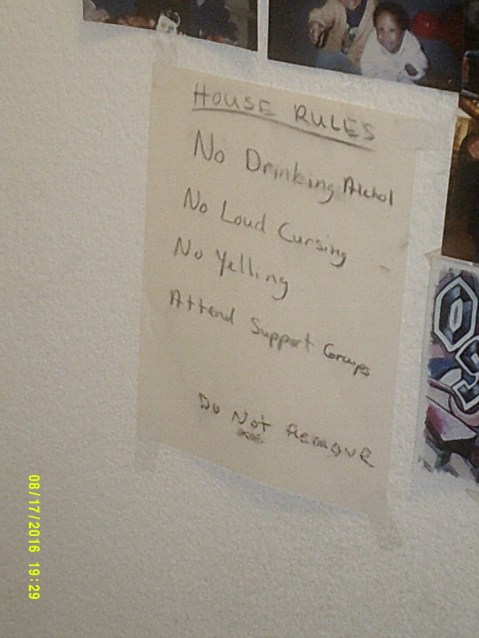 HOUSE RULES
No Drinking Alchol
No Loud Cursing
No Yelling
Attend Support Groups
Do Not Remove
08/17/2016 19:29